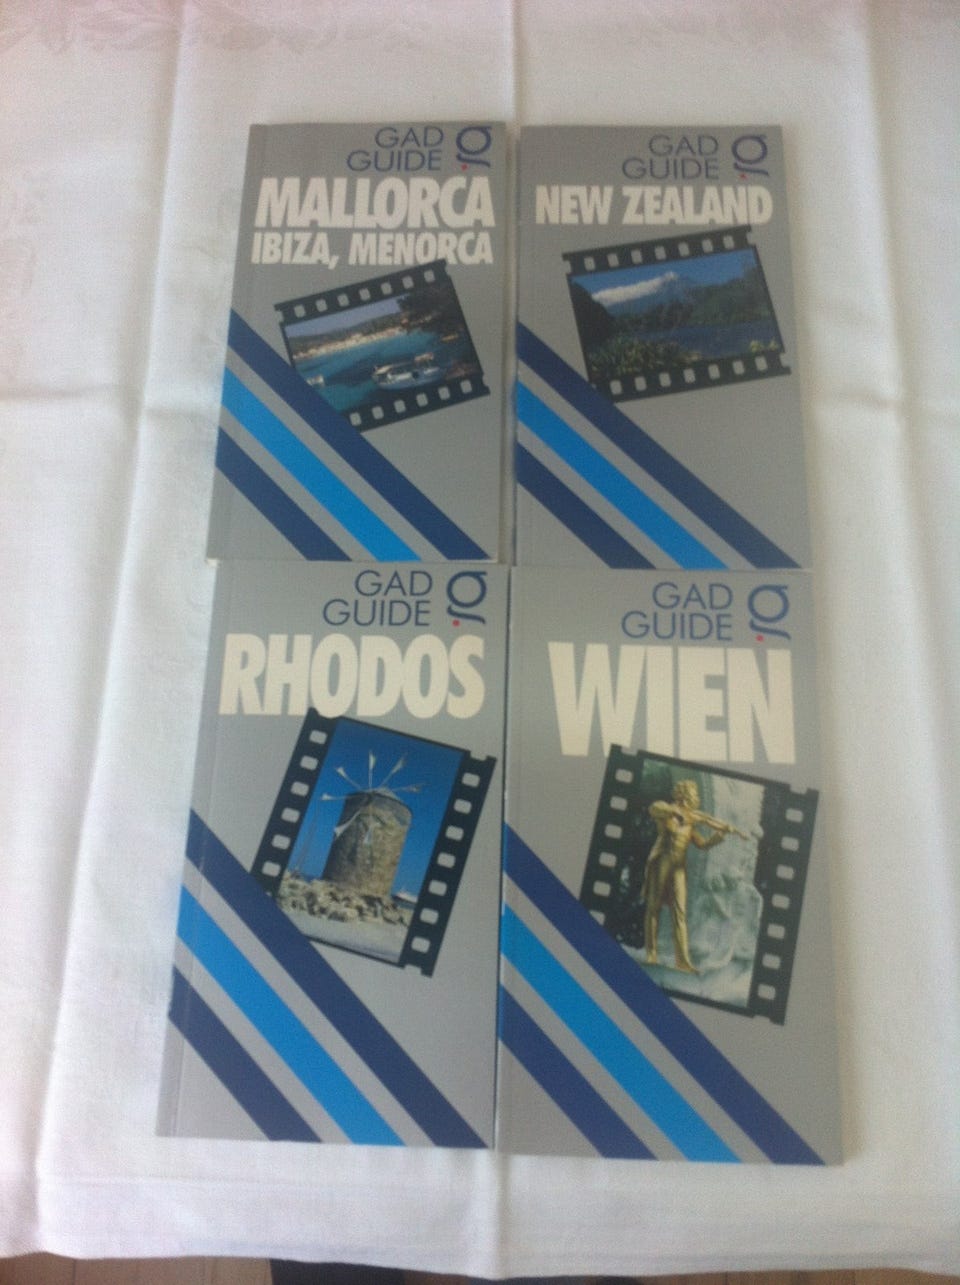 GAD
GUIDE
MALLORCA
IBIZA, MENORCA
GAD
GUIDE
NEW ZEALAND
GAD
GUIDE
RHODOS
GAD
GUIDE
WIEN